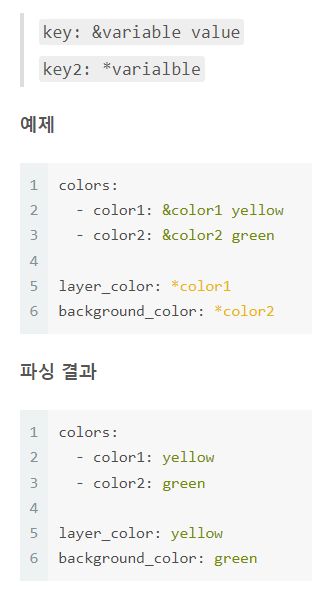 key: &variable value
key2: *varialble
예제
1 colors:
2   - color1: &color1 yellow
3   - color2: &color2 green
4
5 layer_color: *color1
6 background_color: *color2
파싱 결과
1 colors:
2   - color1: yellow
3   - color2: green
4
5 layer_color: yellow
6 background_color: green